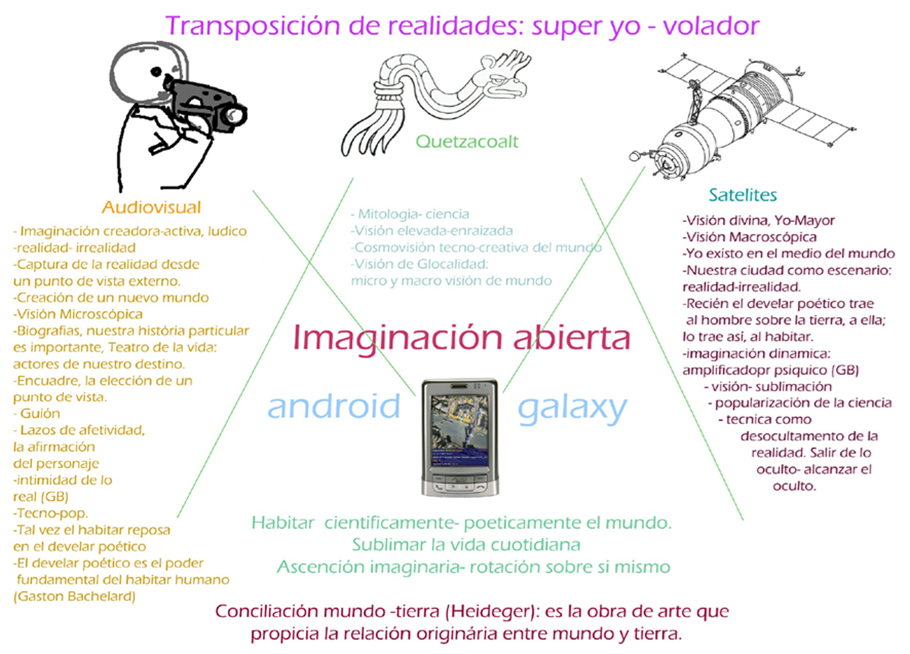 Transposición de realidades: super yo - volador
Quetzacoalt
Audiovisual
- Imaginación creadora-activa, ludico
-realidad- irrealidad
-Captura de la realidad desde
un punto de vista externo.
-Creación de un nuevo mundo
-Visión Microscópica
-Biografias, nuestra história particular
es importante, Teatro de la vida:
actores de nuestro destino.
-Encuadre, la elección de un
punto de vista.
- Guión
- Lazos de afetividad,
la afirmación
del personaje
-intimidad de lo
real (GB)
-Tecno-pop.
-Tal vez el habitar reposa
en el develar poético
-El develar poético es el poder
fundamental del habitar humano
(Gaston Bachelard)
- Mitologia- ciencia
-Visión elevada-enraizada
-Cosmovisión tecno-creativa del mundo
-Visión de Glocalidad:
micro y macro visión de mundo
Satelites
-Visión divina, Yo-Mayor
-Visión Macroscópica
-Yo existo en el medio del mundo
-Nuestra ciudad como escenario:
realidad-irrealidad.
-Recién el develar poético trae
al hombre sobre la tierra, a ella;
lo trae así, al habitar.
-imaginación dinamica:
amplificadopr psiquico (GB)
- visión- sublimación
- popularización de la ciencia
- tecnica como
desocultamento de la
realidad. Salir de lo
oculto- alcanzar el
oculto.
Imaginación abierta
android galaxy
Habitar cientificamente- poeticamente el mundo.
Sublimar la vida cuotidiana
Ascención imaginaria- rotación sobre si mismo
Conciliación mundo -tierra (Heideger): es la obra de arte que
propicia la relación originária entre mundo y tierra.